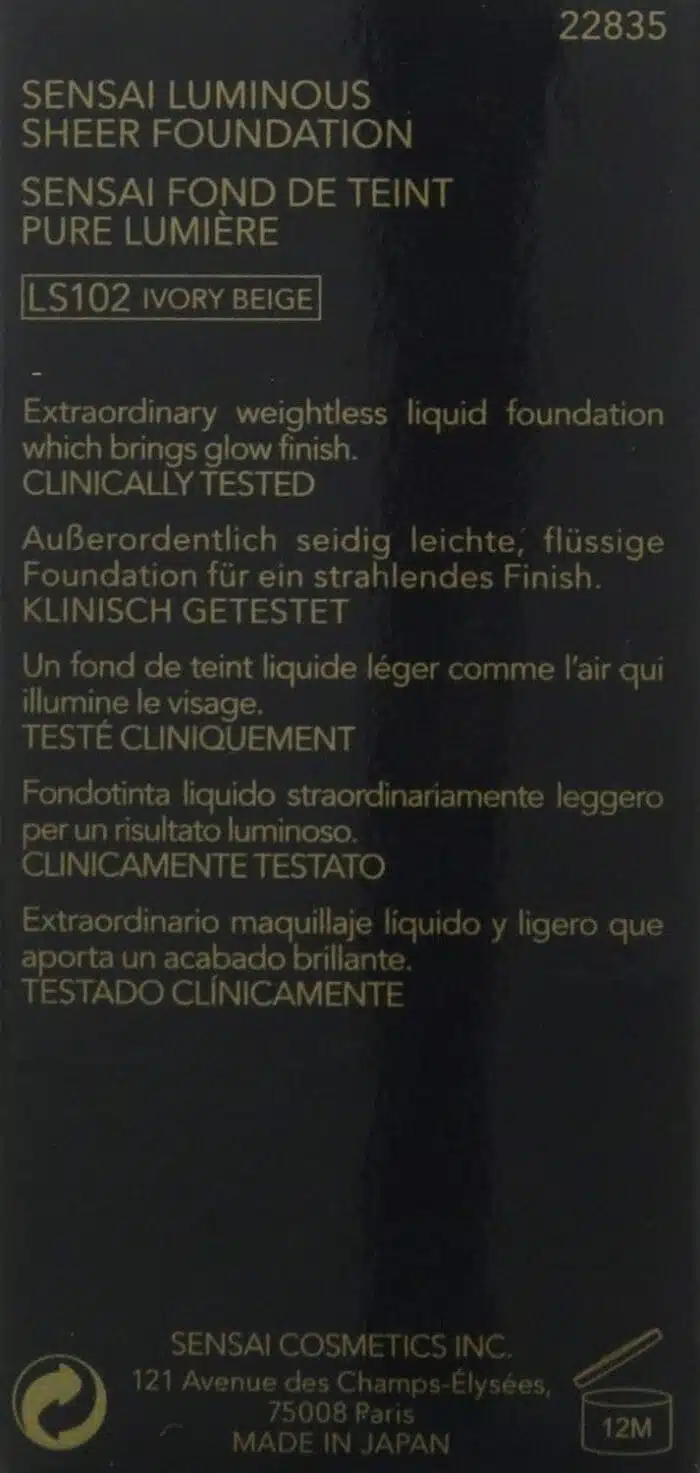 22835
SENSAI LUMINOUS
SHEER FOUNDATION
SENSAI FOND DE TEINT
PURE LUMIÈRE
LS102 IVORY BEIGE
-
Extraordinary weightless liquid foundation
which brings glow finish.
CLINICALLY TESTED
Außerordentlich seidig leichte, flüssige
Foundation für ein strahlendes Finish.
KLINISCH GETESTET
Un fond de teint liquide léger comme l'air qui
illumine le visage.
TESTÉ CLINIQUEMENT
Fondotinta liquido straordinariamente leggero
per un risultato luminoso.
CLINICAMENTE TESTATO
Extraordinario maquillaje líquido y ligero que
aporta un acabado brillante.
TESTADO CLÍNICAMENTE
SENSAI COSMETICS INC.
121 Avenue des Champs-Élysées,
75008 Paris
MADE IN JAPAN
12M